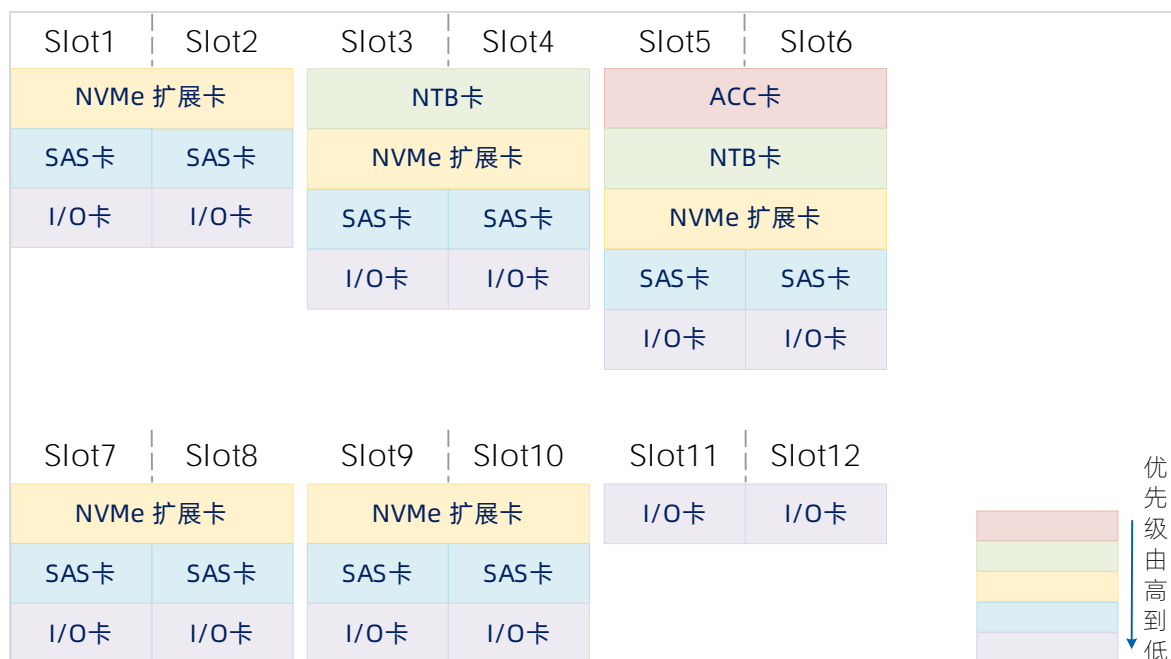 Slot1 Slot2 Slot3 Slot4 Slot5 Slot6
NVMe 扩展卡 NTB卡 ACC卡
SAS卡 SAS卡 NVMe 扩展卡 NTB卡
I/O卡 I/O卡 SAS卡 SAS卡 NVMe 扩展卡
I/O卡 I/O卡 SAS卡 SAS卡
I/O卡 I/O卡
Slot7 Slot8 Slot9 Slot10 Slot11 Slot12
NVMe 扩展卡 NVMe 扩展卡 I/O卡 I/O卡
SAS卡 SAS卡 SAS卡 SAS卡
I/O卡 I/O卡 I/O卡 I/O卡
优先级由高到低